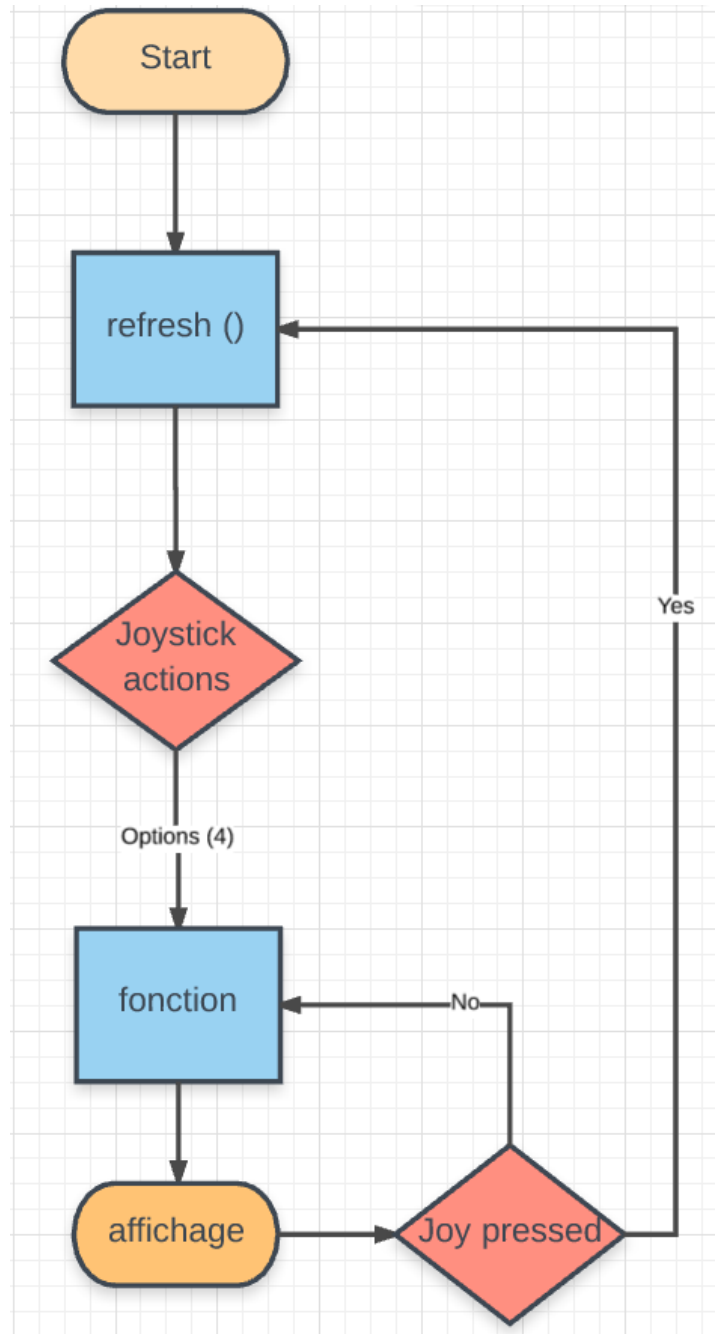 Start
refresh ()
Joystick
actions
Options (4)
fonction
affichage
Joy pressed
No
Yes